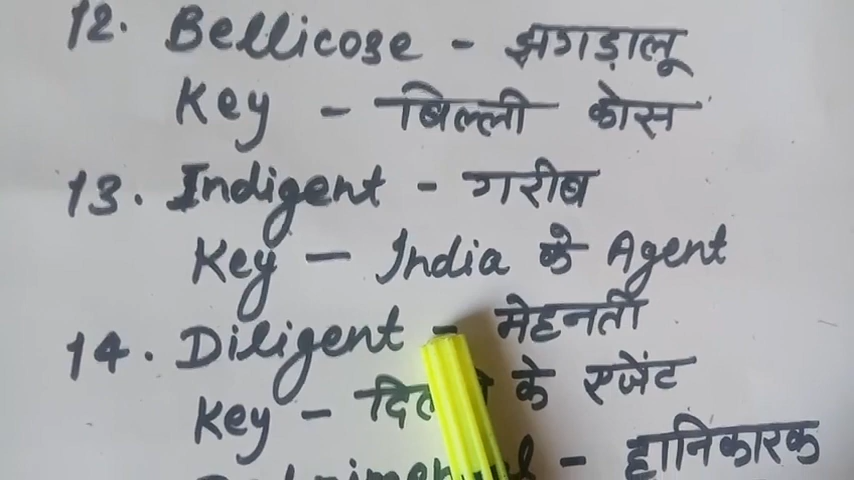 12. Bellicose - झगड़ालू
Key - बिल्ली कोस
13. Indigent - गरीब
Key - India के Agent
14. Diligent - मेहनती
Key - के एजेंट
- हानिकारक